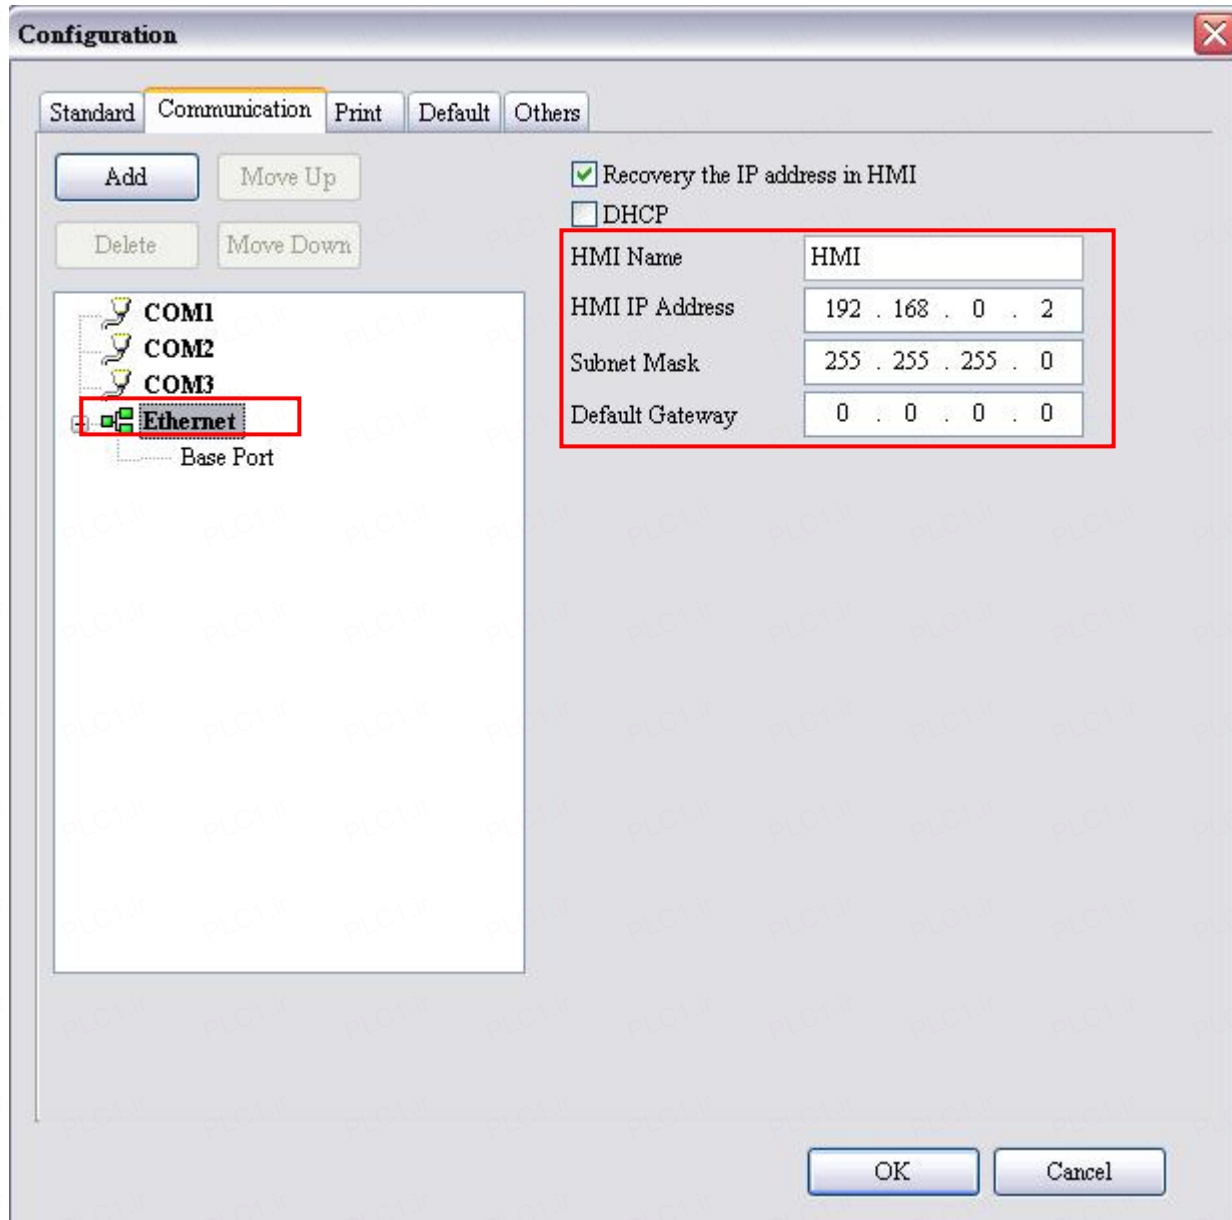 Configuration
Standard Communication Print Default Others
Add Move Up
Delete Move Down
COM1
COM2
COM3
Ethernet
Base Port
Recovery the IP address in HMI
DHCP
HMI Name HMI
HMI IP Address 192 . 168 . 0 . 2
Subnet Mask 255 . 255 . 255 . 0
Default Gateway 0 . 0 . 0 . 0
OK Cancel